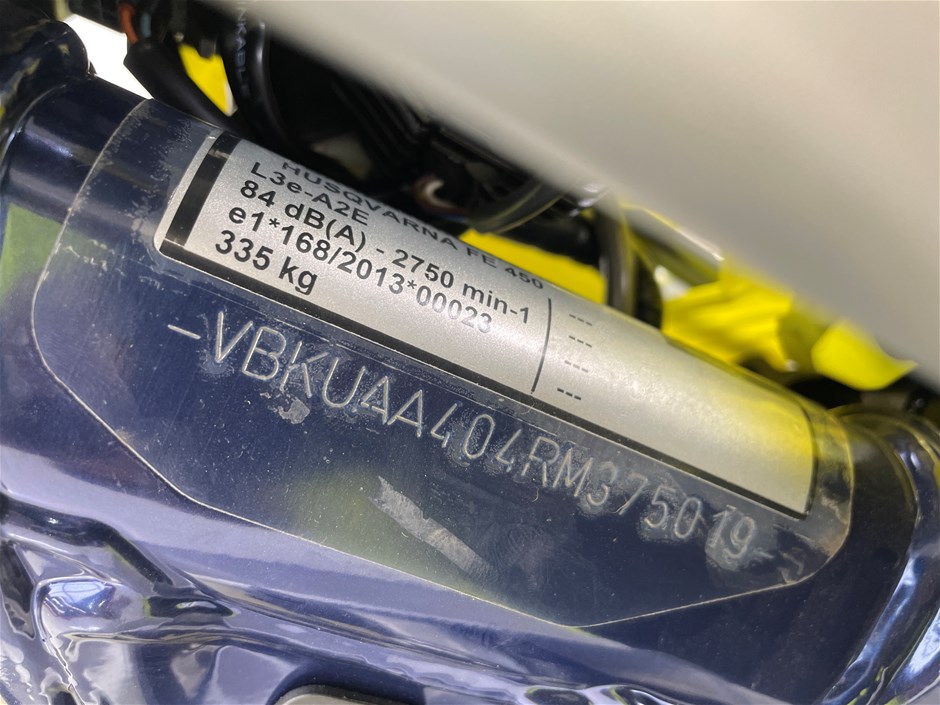 HUSQVARNA FE 450
L3e-A2E
84 dB(A) - 2750 min-1
e1*168/2013*00023
335 kg
---
---
---
---
–VBKUAA404RM375019–